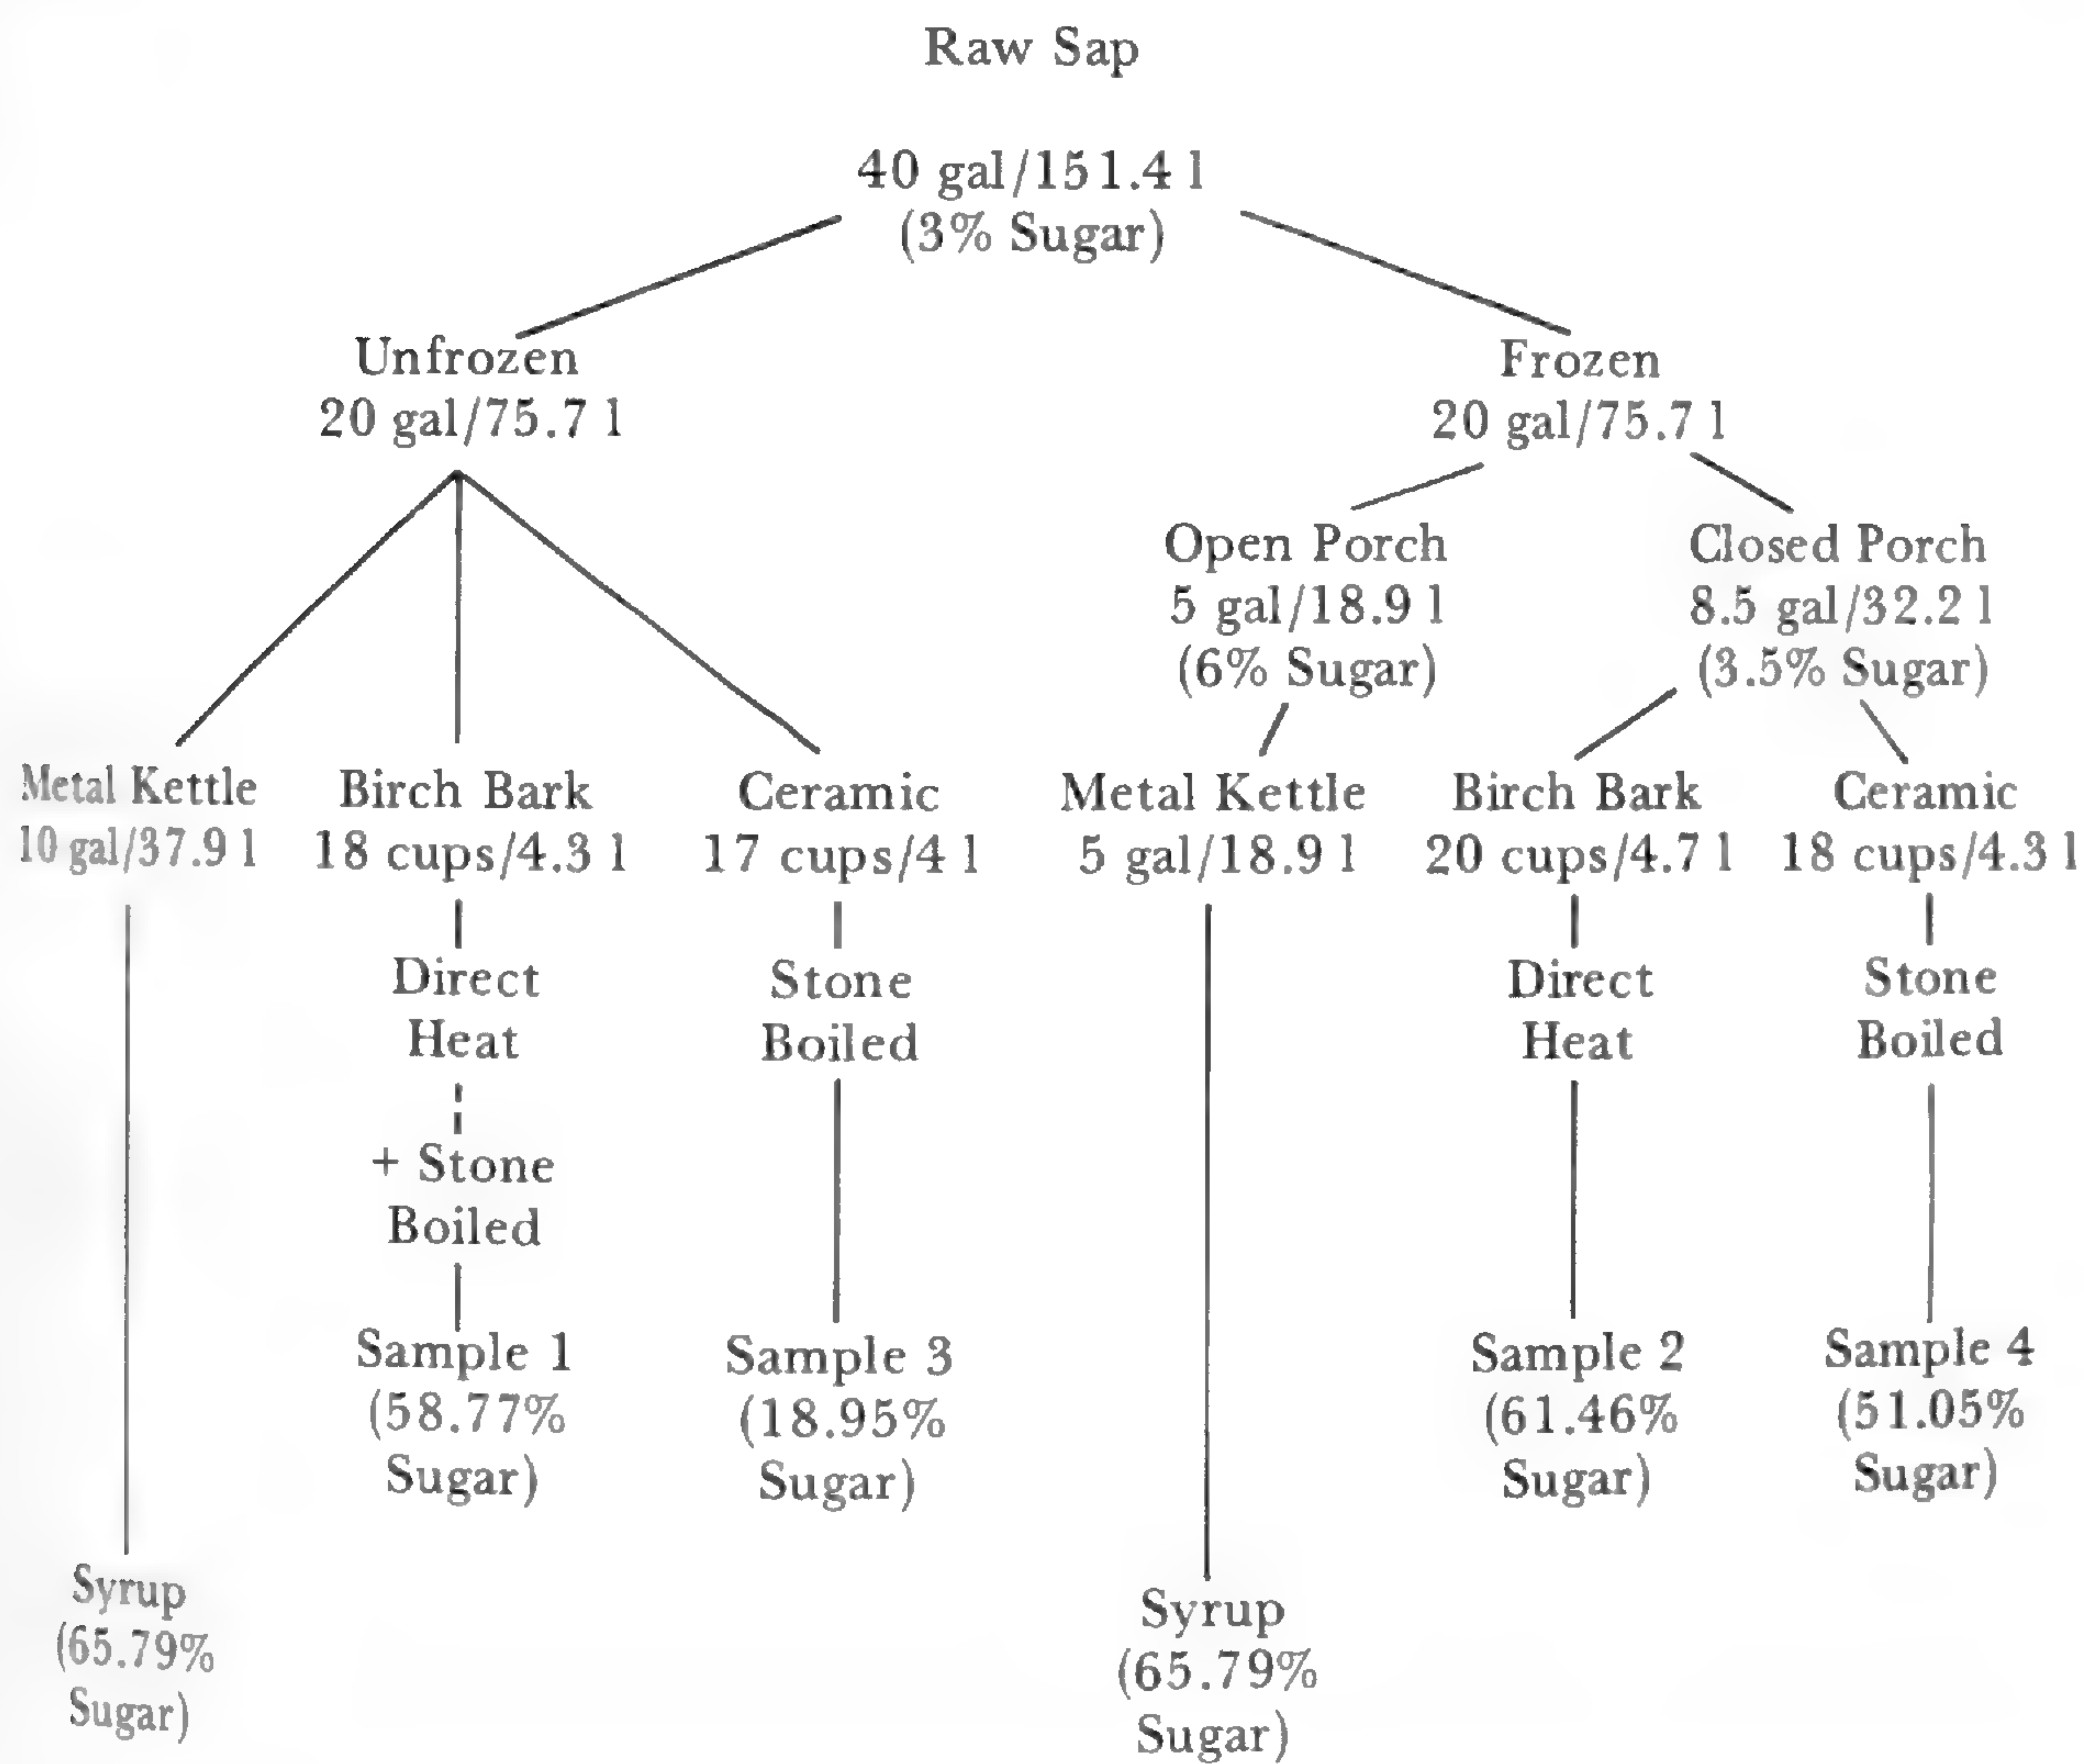 Raw Sap
40 gal/151.4 l
(3% Sugar)
Unfrozen
20 gal/75.7 l
Frozen
20 gal/75.7 l
Open Porch
5 gal/18.9 l
(6% Sugar)
Closed Porch
8.5 gal/32.2 l
(3.5% Sugar)
Metal Kettle
10 gal/37.9 l
Birch Bark
18 cups/4.3 l
Ceramic
17 cups/4 l
Metal Kettle
5 gal/18.9 l
Birch Bark
20 cups/4.7 l
Ceramic
18 cups/4.3 l
Direct
Heat
+ Stone
Boiled
Stone
Boiled
Direct
Heat
Stone
Boiled
Sample 1
(58.77%
Sugar)
Sample 3
(18.95%
Sugar)
Sample 2
(61.46%
Sugar)
Sample 4
(51.05%
Sugar)
Syrup
(65.79%
Sugar)
Syrup
(65.79%
Sugar)